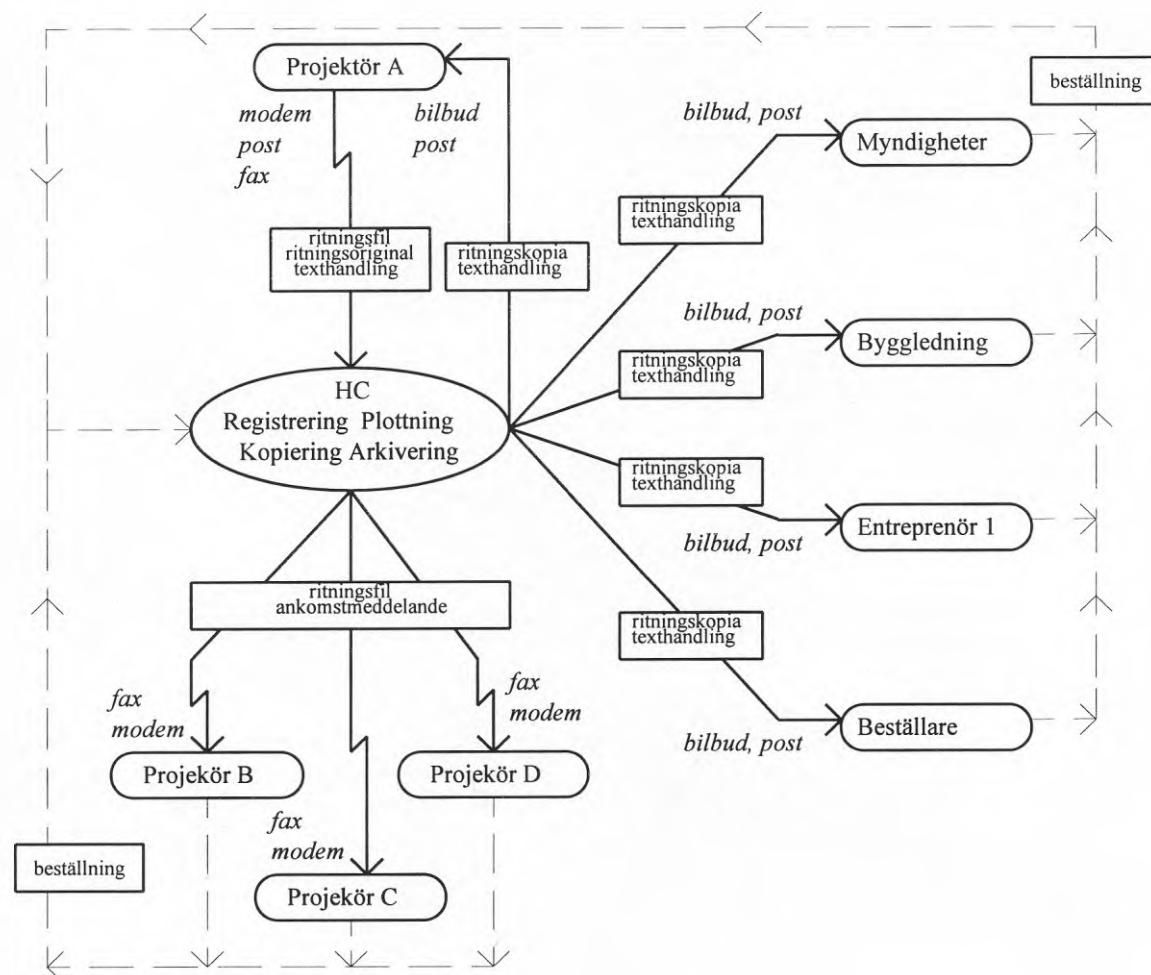 Projektör A
beställning
modem
post
fax
bilbud
post
bilbud, post
Myndigheter
ritningskopia
texthandling
ritningsfil
ritningsoriginal
texthandling
ritningskopia
texthandling
bilbud, post
Byggledning
ritningskopia
texthandling
HC
Registrering Plottning
Kopiering Arkivering
ritningskopia
texthandling
Entreprenör 1
bilbud, post
ritningsfil
ankomstmeddelande
ritningskopia
texthandling
fax
modem
fax
modem
Beställare
bilbud, post
Projekör B
Projekör D
fax
modem
beställning
Projekör C